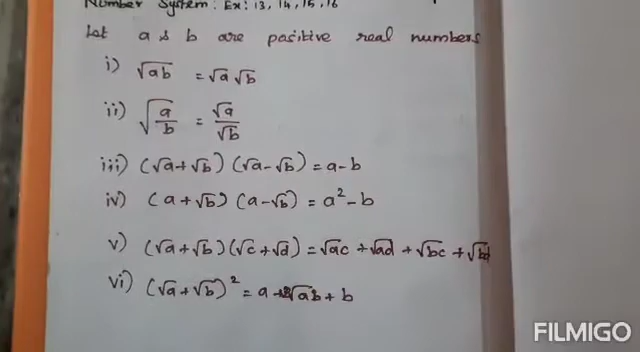 Number System: Ex: 13, 14, 15, 16
Let a & b are positive real numbers
i) √ab = √a √b
ii) √(a/b) = √a/√b
iii) (√a + √b) (√a - √b) = a - b
iv) (a + √b) (a - √b) = a² - b
v) (√a + √b) (√c + √d) = √ac + √ad + √bc + √bd
vi) (√a + √b)² = a + 2√ab + b
FILMIGO